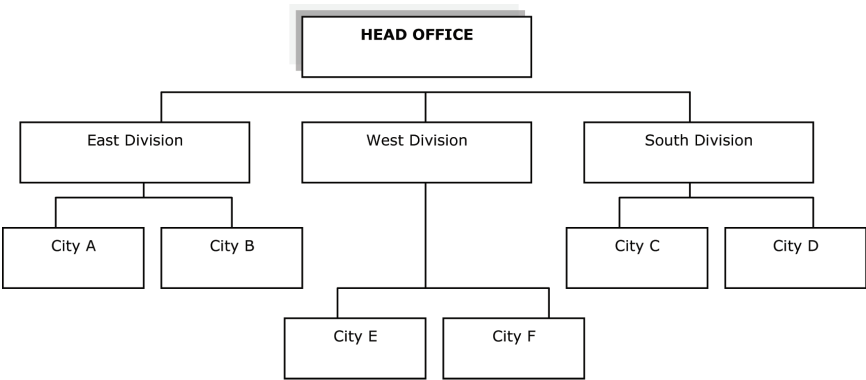 HEAD OFFICE
East Division
West Division
South Division
City A
City B
City C
City D
City E
City F